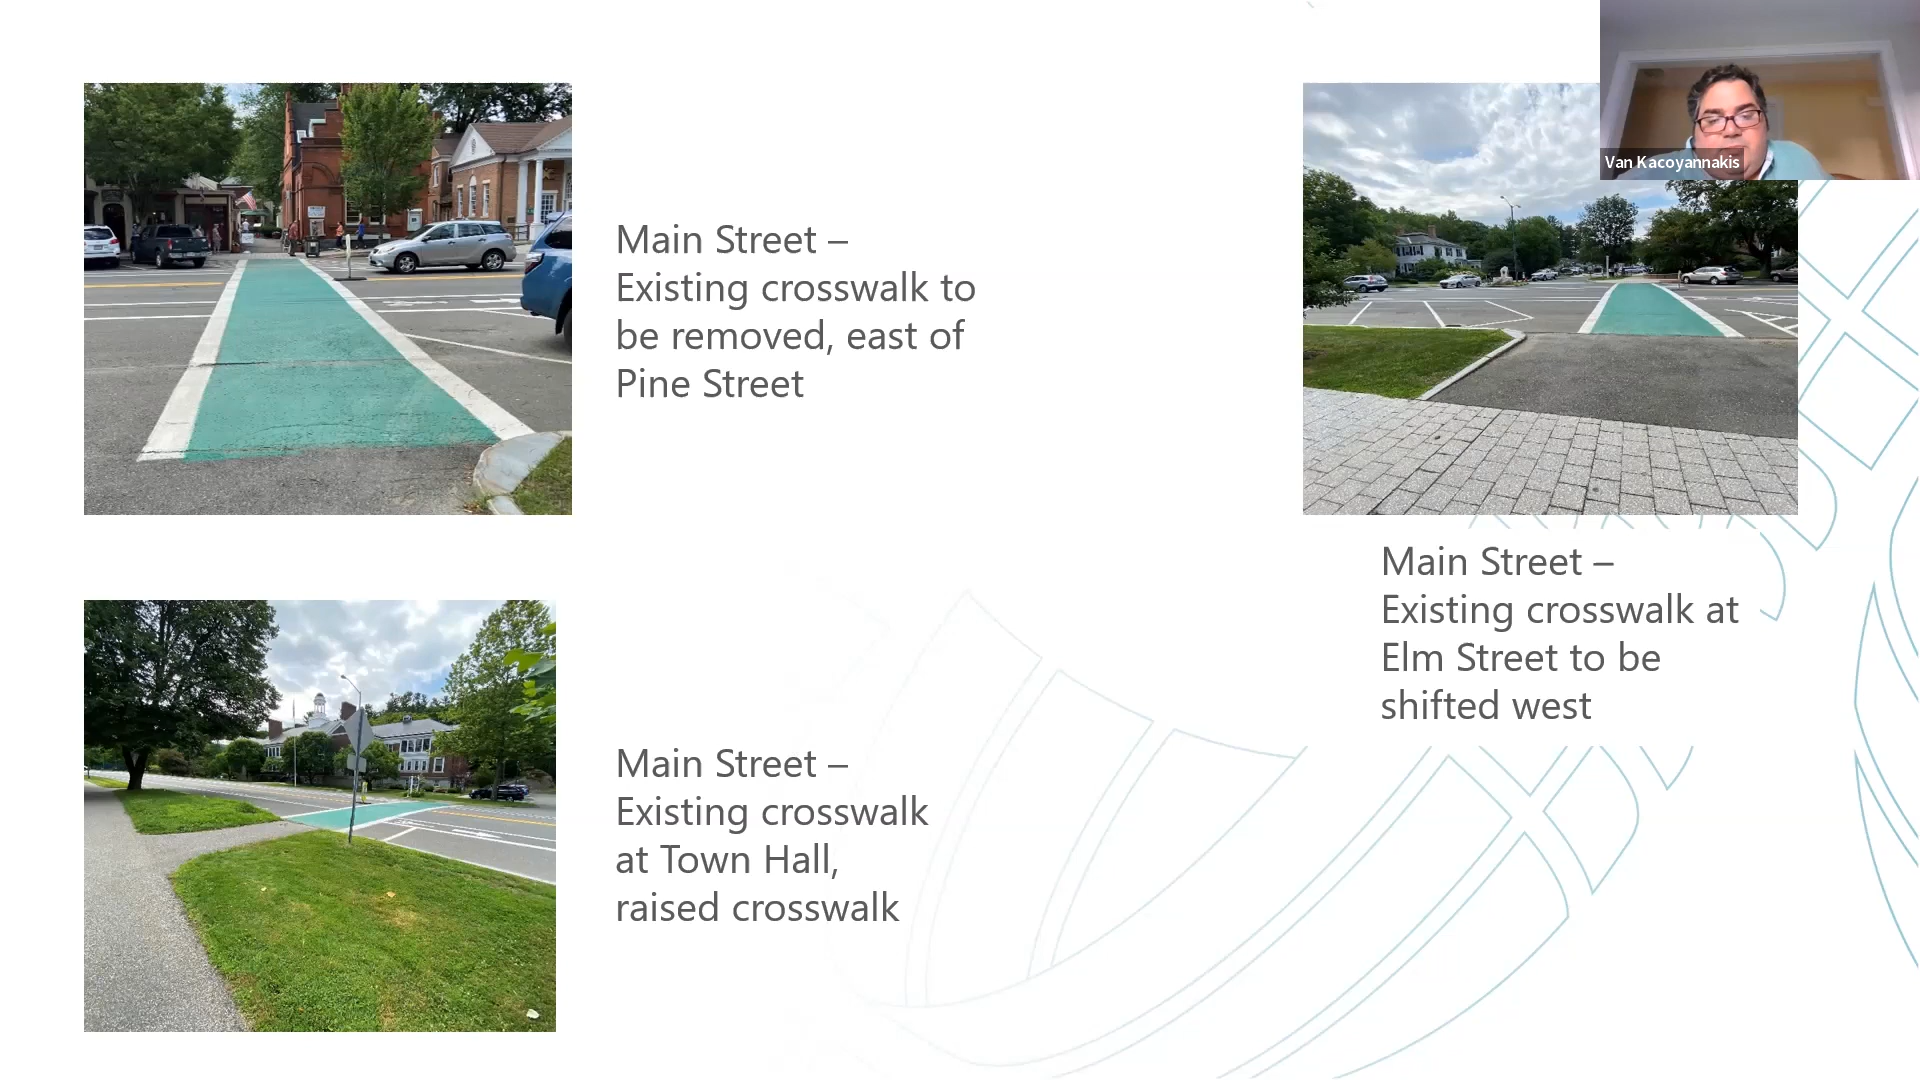 Van Kacoyannakis
Main Street –
Existing crosswalk to
be removed, east of
Pine Street
Main Street –
Existing crosswalk at
Elm Street to be
shifted west
Main Street –
Existing crosswalk
at Town Hall,
raised crosswalk